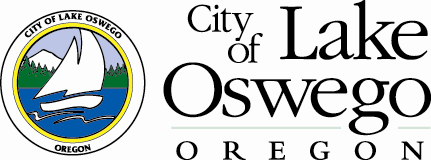 CITY OF LAKE OSWEGO
OREGON
City
of Lake
Oswego
OREGON